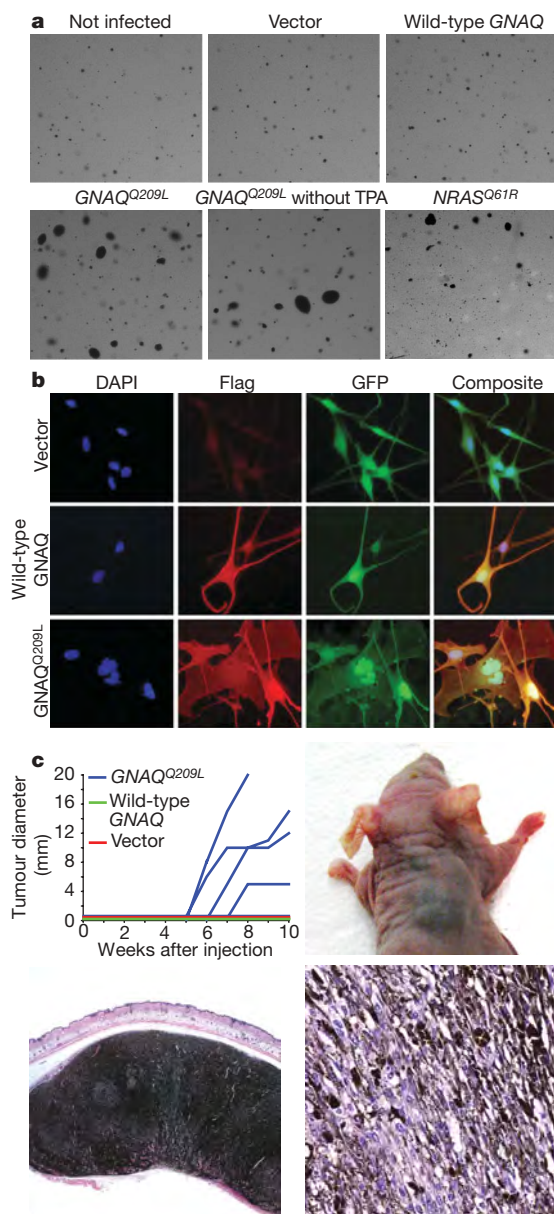 a
Not infected Vector Wild-type GNAQ
GNAQQ209L GNAQQ209L without TPA NRASQ61R
b
DAPI Flag GFP Composite
Vector
Wild-type
GNAQ
GNAQQ209L
c
20
16
12
8
4
0
Tumour diameter
(mm)
GNAQQ209L
Wild-type
GNAQ
Vector
0 2 4 6 8 10
Weeks after injection